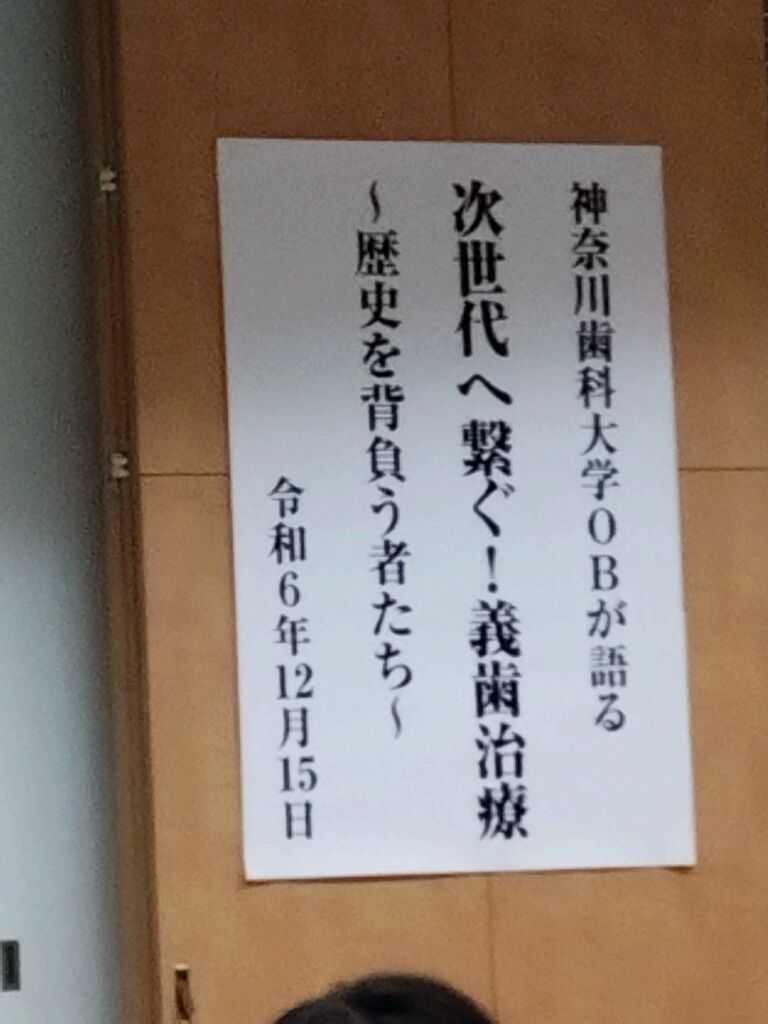 神奈川歯科大学OBが語る
次世代へ繋ぐ！義歯治療
～歴史を背負う者たち～
令和6年12月15日